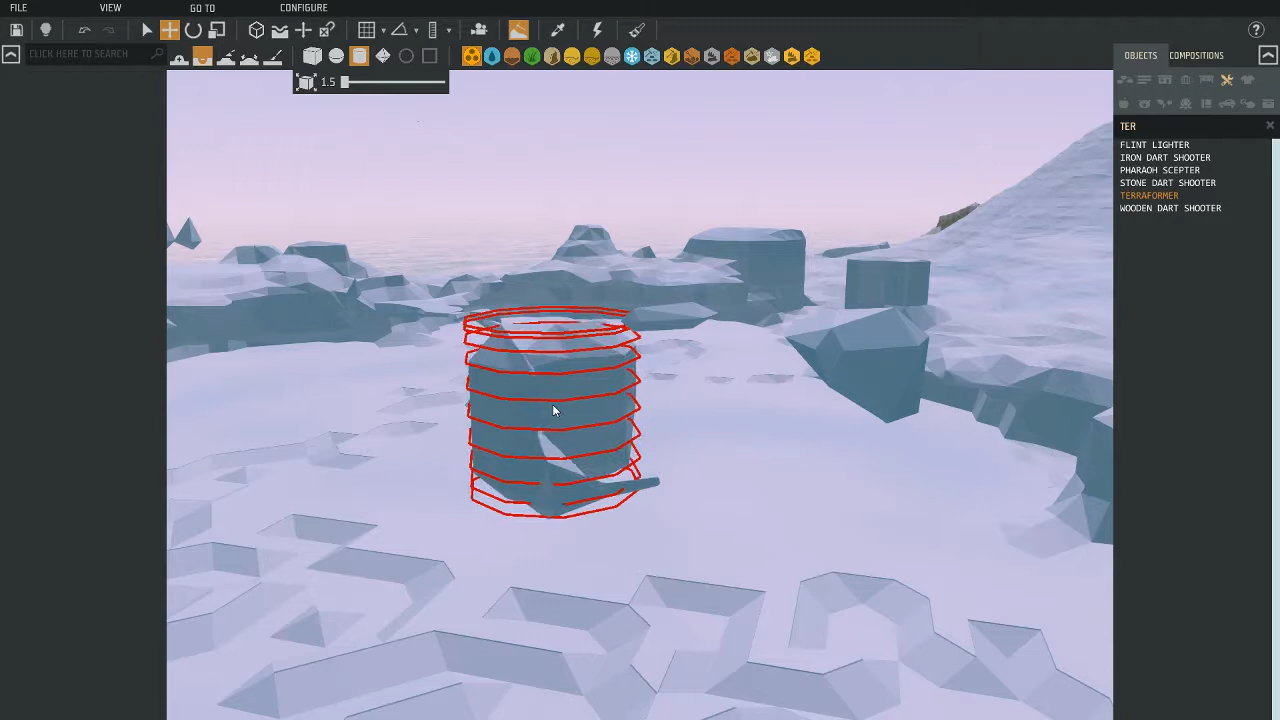 FILE VIEW GO TO CONFIGURE
CLICK HERE TO SEARCH
OBJECTS COMPOSITIONS
1.5
TER
FLINT LIGHTER
IRON DART SHOOTER
PHARAOH SCEPTER
STONE DART SHOOTER
TERRAFORMER
WOODEN DART SHOOTER